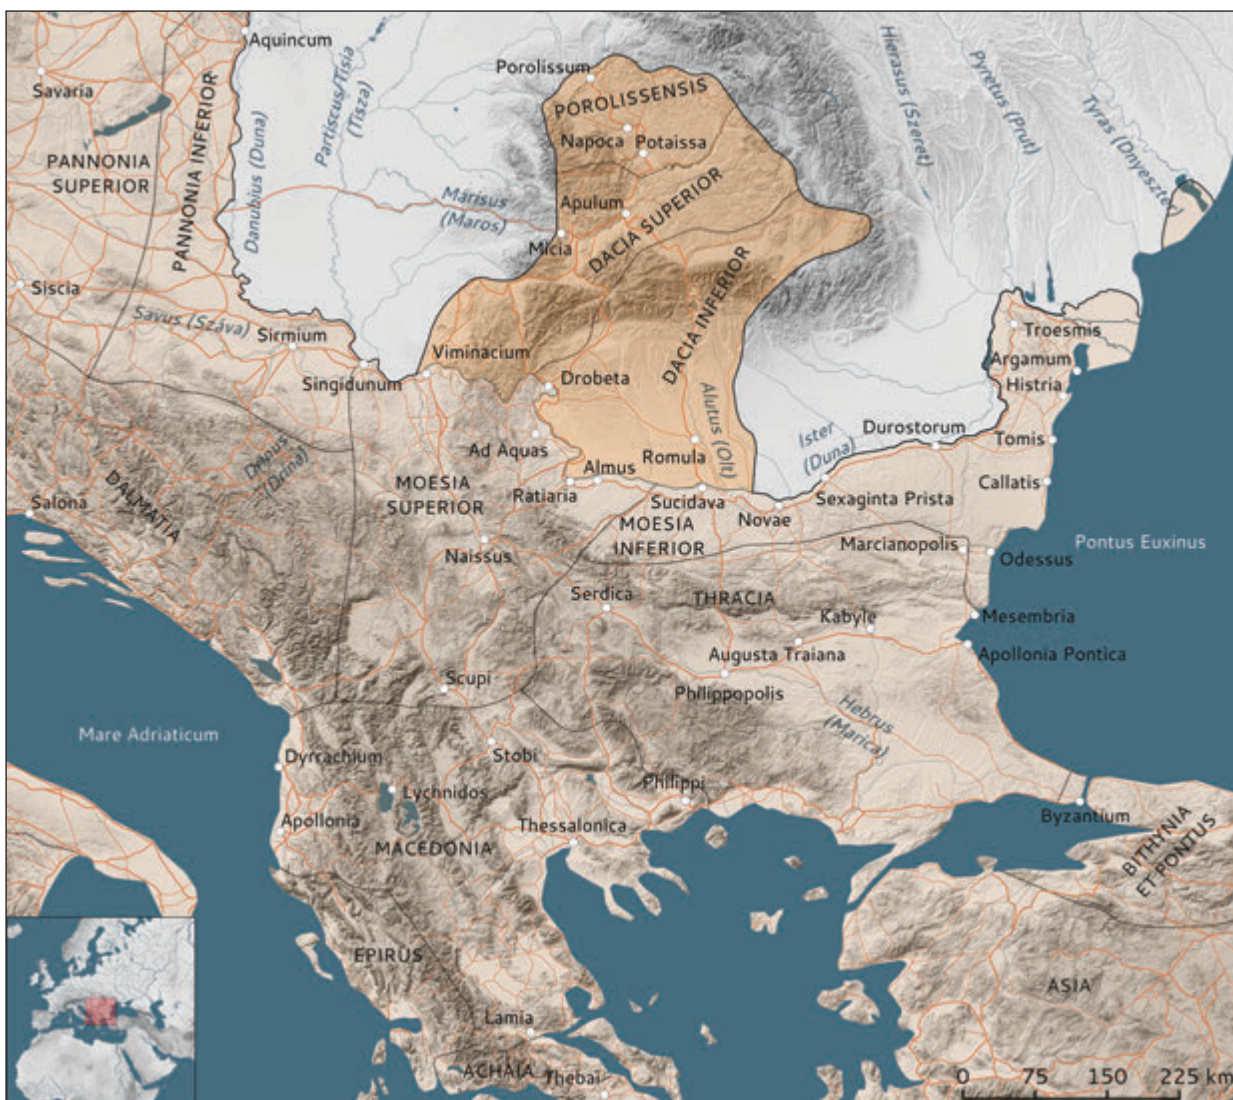 Aquincum
Porolissum
Savaria
POROLISSENSIS
Napoca
Potaissa
PANNONIA
SUPERIOR
PANNONIA INFERIOR
Danubius (Duna)
Partiscus/Tisia
(Tisza)
Hierasus (Szeret)
Pyretus (Prut)
Tyras (Dnyeszter)
Marisus
(Maros)
Apulum
Micia
DACIA SUPERIOR
DACIA INFERIOR
Siscia
Savus (Száva)
Sirmium
Singidunum
Viminacium
Drobeta
Alutus (Olt)
Troesmis
Argamum
Histria
Drinus
(Drina)
Ad Aquas
Romula
Ister
(Duna)
Durostorum
Tomis
Salona
DALMATIA
MOESIA
SUPERIOR
Ratiaria
Almus
Sucidava
Novae
Sexaginta Prista
Callatis
MOESIA
INFERIOR
Naissus
Marcianopolis
Odessus
Pontus Euxinus
Serdica
THRACIA
Kabyle
Mesembria
Augusta Traiana
Apollonia Pontica
Scupi
Philippopolis
Hebrus
(Marica)
Mare Adriaticum
Dyrrachium
Stobi
Lychnidos
Philippi
Apollonia
Thessalonica
Byzantium
MACEDONIA
BITHYNIA
ET PONTUS
EPIRUS
ASIA
Lamia
ACHAIA
Thebai
0 75 150 225 km